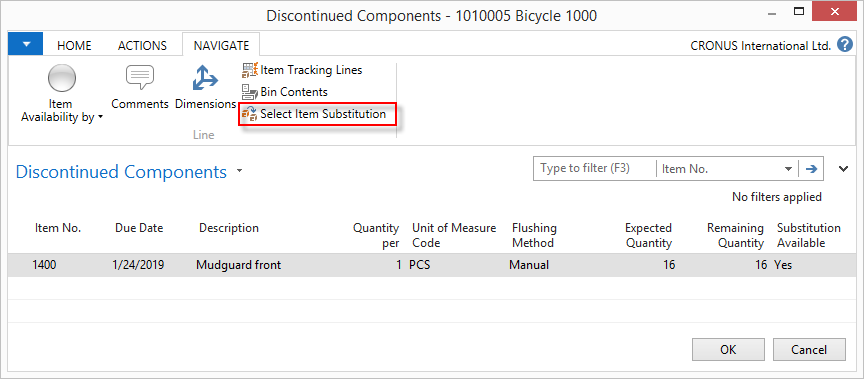 Discontinued Components - 1010005 Bicycle 1000
HOME ACTIONS NAVIGATE CRONUS International Ltd. ?
Item Availability by
Comments
Dimensions
Item Tracking Lines
Bin Contents
Select Item Substitution
Line
Discontinued Components
Type to filter (F3) Item No.
No filters applied
Item No. Due Date Description Quantity per Unit of Measure Code Flushing Method Expected Quantity Remaining Quantity Substitution Available
1400 1/24/2019 Mudguard front 1 PCS Manual 16 16 Yes
OK Cancel